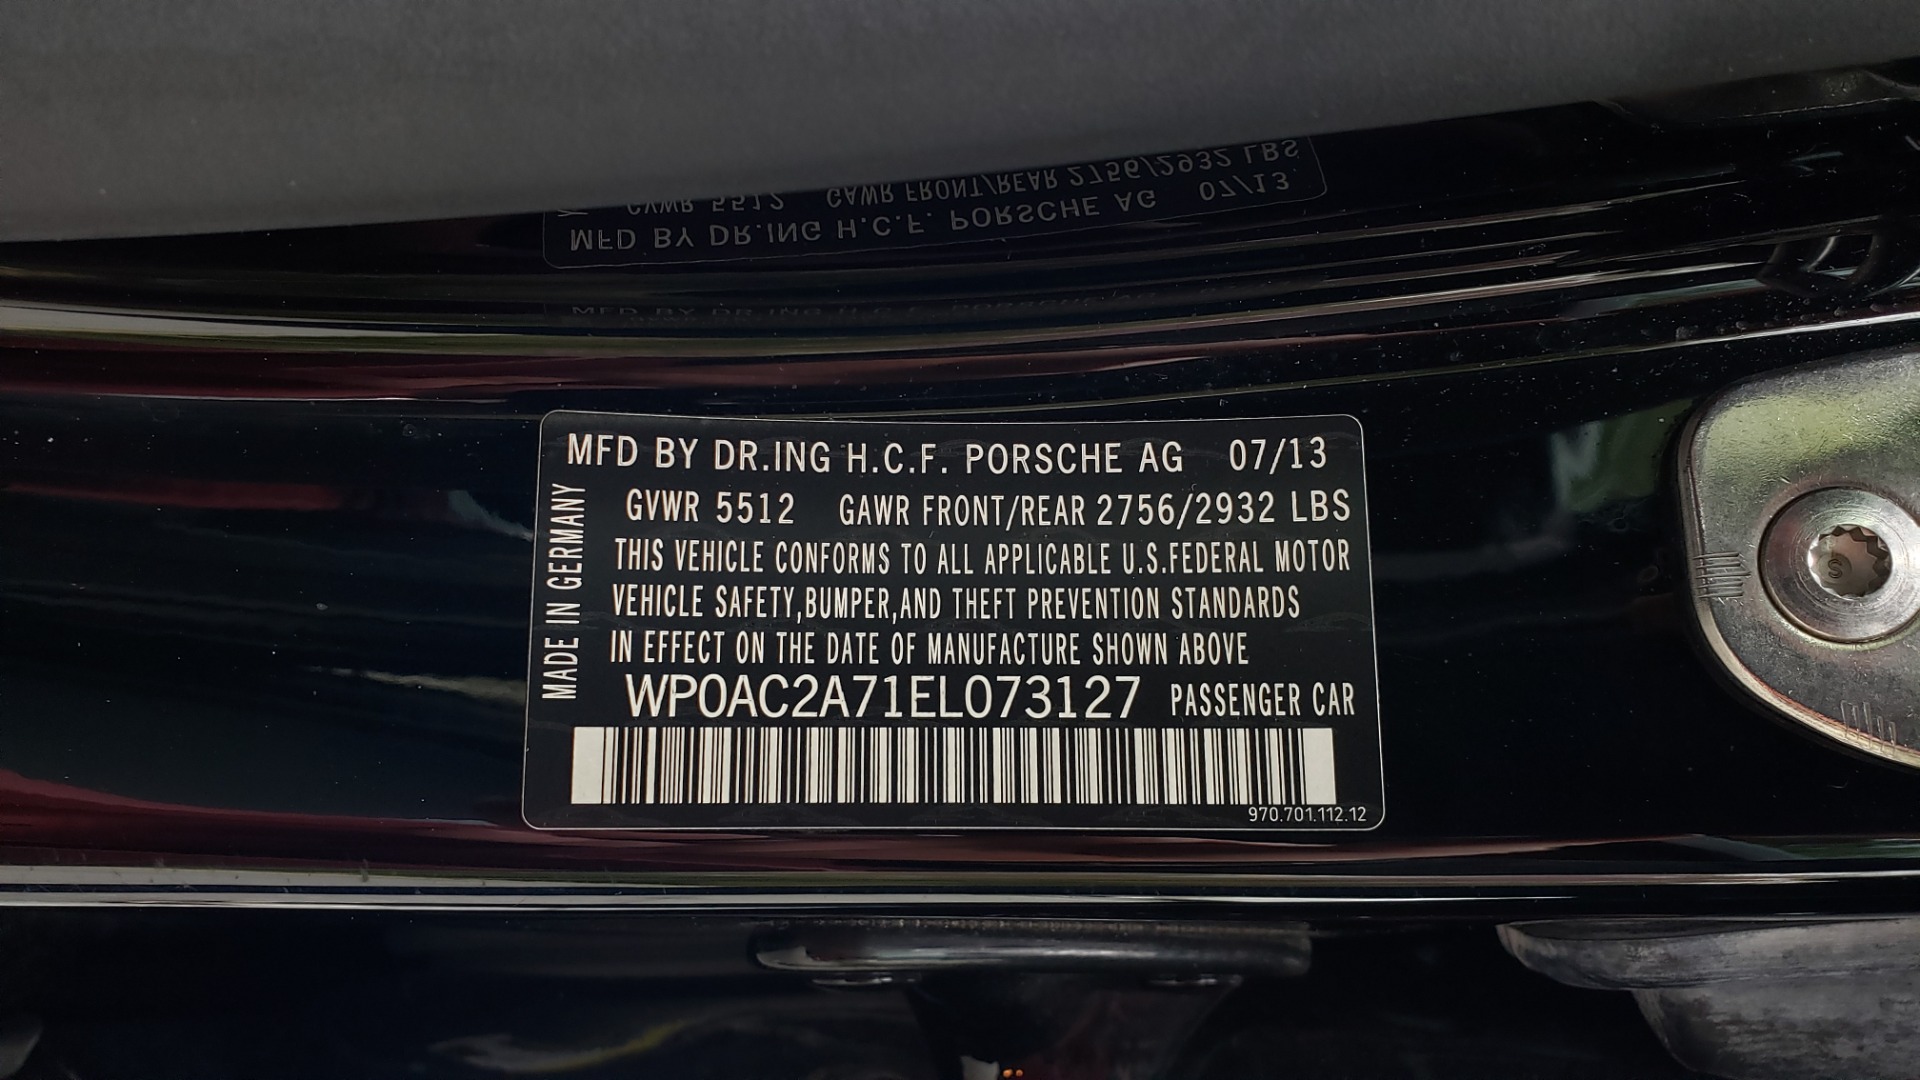 MFD BY DR.ING H.C.F. PORSCHE AG 07/13
GVWR 5512 GAWR FRONT/REAR 2756/2932 LBS
THIS VEHICLE CONFORMS TO ALL APPLICABLE U.S.FEDERAL MOTOR
VEHICLE SAFETY,BUMPER,AND THEFT PREVENTION STANDARDS
IN EFFECT ON THE DATE OF MANUFACTURE SHOWN ABOVE
WP0AC2A71EL073127 PASSENGER CAR
MADE IN GERMANY
970.701.112.12
S